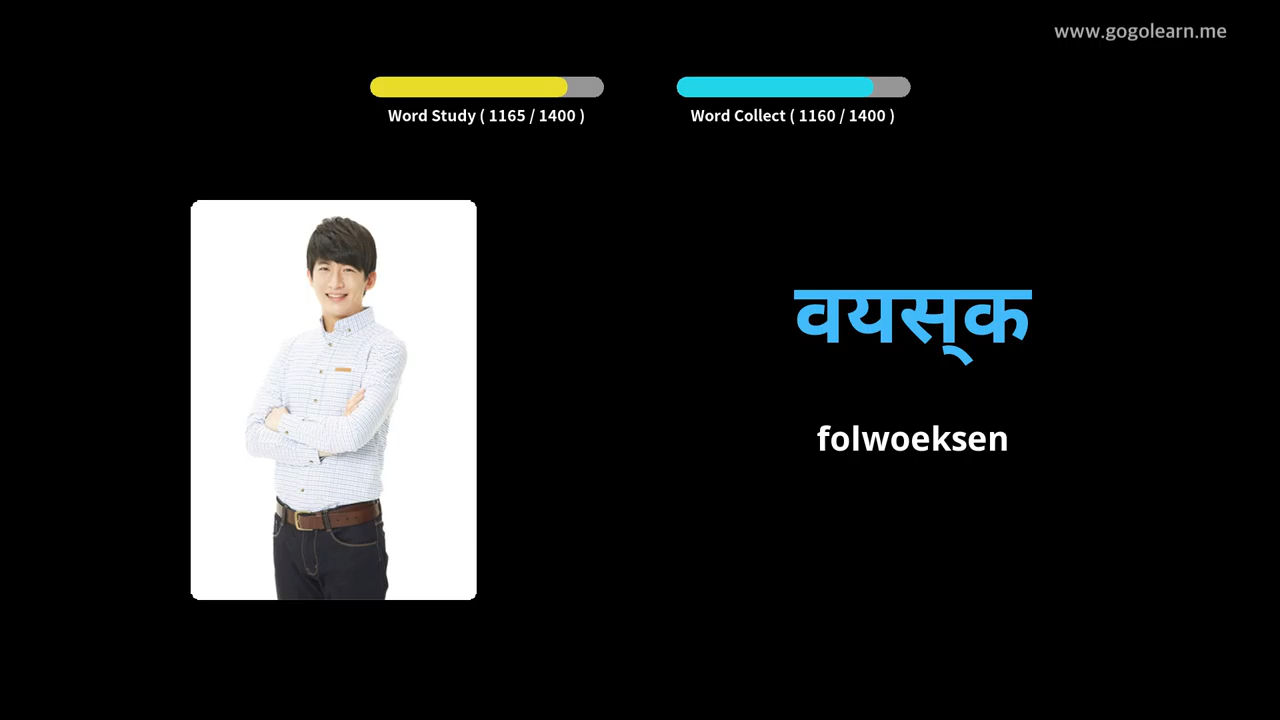 www.gogolearn.me
Word Study ( 1165 / 1400 )
Word Collect ( 1160 / 1400 )
वयस्‌क
folwoeksen